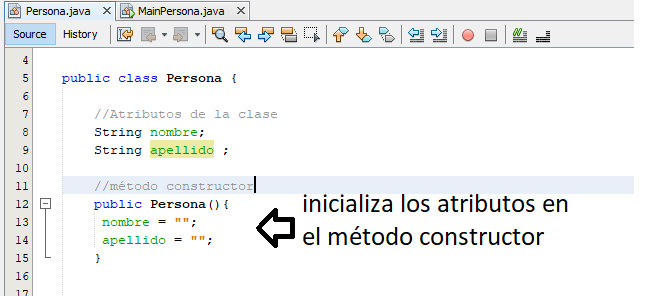 Persona.java
MainPersona.java
Source
History
4
5 public class Persona {
6
7 //Atributos de la clase
8 String nombre;
9 String apellido ;
10
11 //método constructor
12 public Persona(){
13 nombre = "";
14 apellido = "";
15 }
16
17
inicializa los atributos en
el método constructor